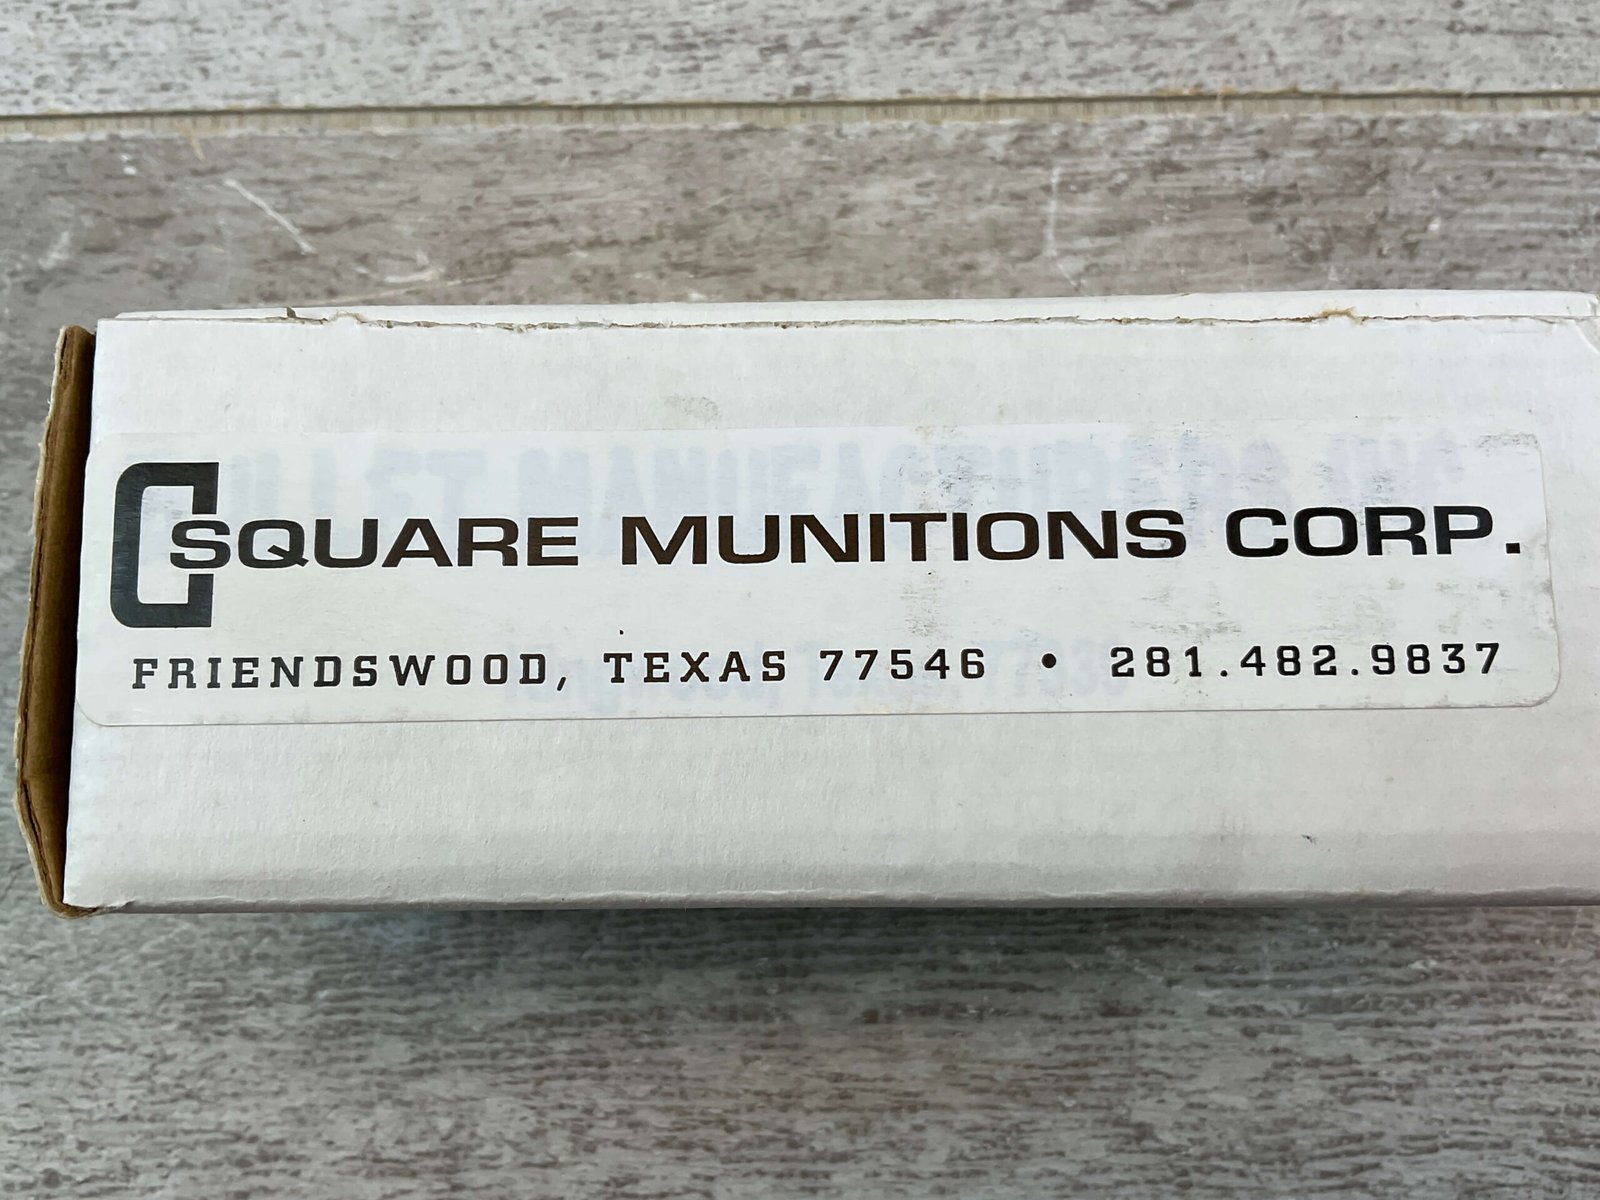 C SQUARE MUNITIONS CORP.
FRIENDSWOOD, TEXAS 77546 • 281.482.9837